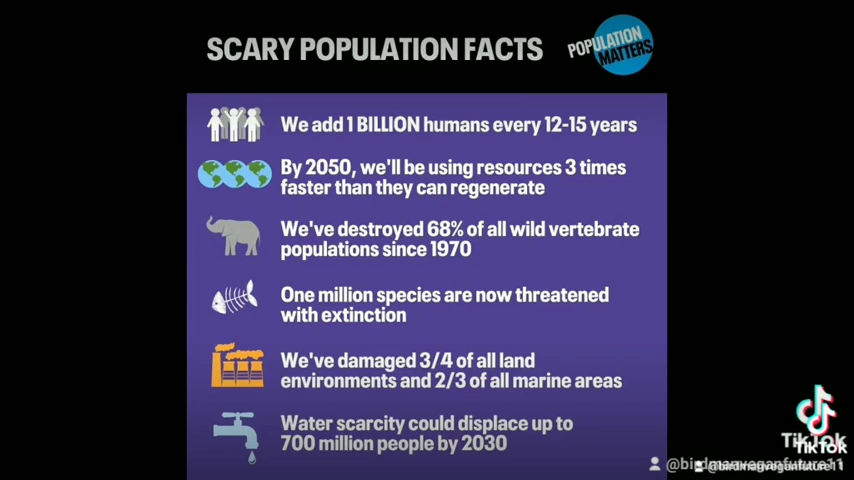 SCARY POPULATION FACTS
POPULATION
MATTERS
We add 1 BILLION humans every 12-15 years
By 2050, we'll be using resources 3 times
faster than they can regenerate
We've destroyed 68% of all wild vertebrate
populations since 1970
One million species are now threatened
with extinction
We've damaged 3/4 of all land
environments and 2/3 of all marine areas
Water scarcity could displace up to
700 million people by 2030
TikTok
TikTok
@birdmanveganfuture11
@birdmanveganfuture11